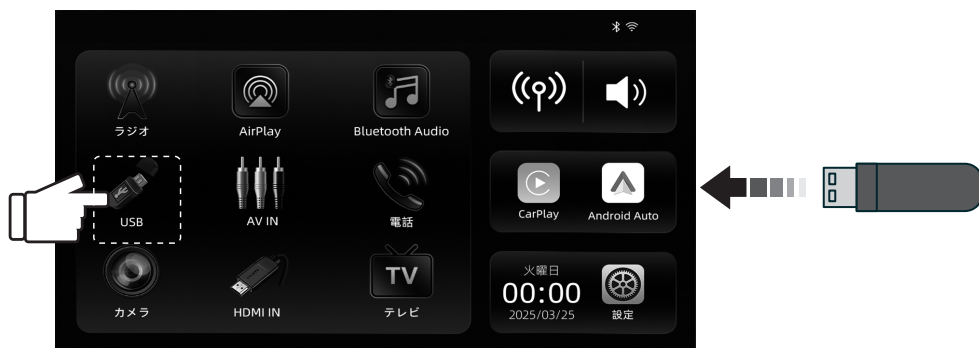 ラジオ
AirPlay
Bluetooth Audio
USB
AV IN
電話
カメラ
HDMI IN
TV
テレビ
CarPlay
Android Auto
火曜日
00:00
2025/03/25
設定